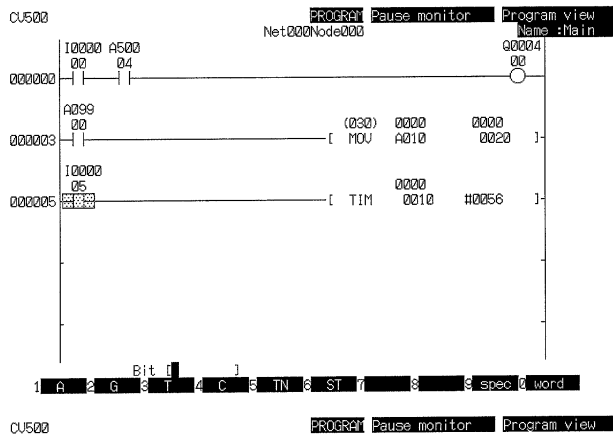 CV500 PROGRAM Pause monitor Program view
Net000Node000 Name :Main
I0000 A500 Q0004
00 04 00
000000
A099
00 (030) 0000 0000
000003 [ MOV A010 0020 ]
I0000
05 0000
000005 [ TIM 0010 #0056 ]
Bit [ ]
1 A 2 G 3 T 4 C 5 TN 6 ST 7 8 9 spec 0 word
CV500 PROGRAM Pause monitor Program view